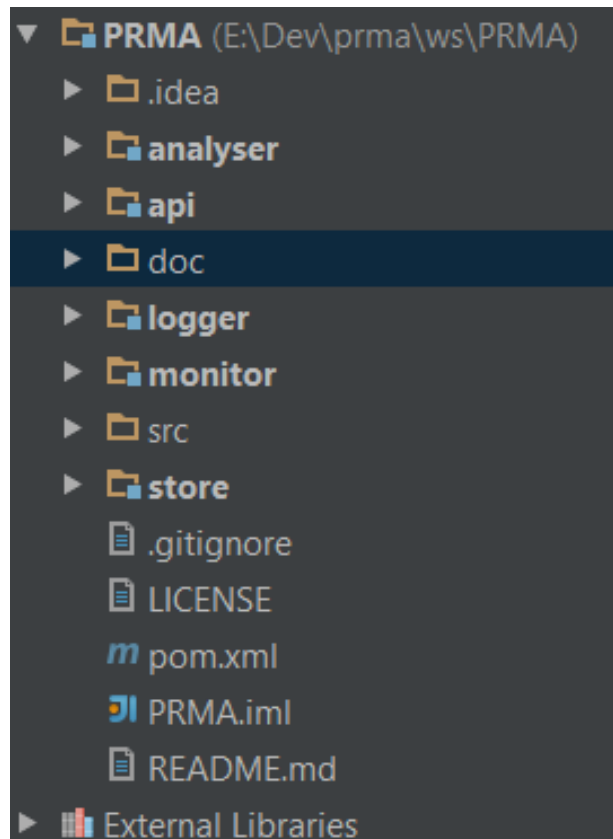 PRMA (E:\Dev\prma\ws\PRMA)
.idea
analyser
api
doc
logger
monitor
src
store
.gitignore
LICENSE
pom.xml
PRMA.iml
README.md
External Libraries